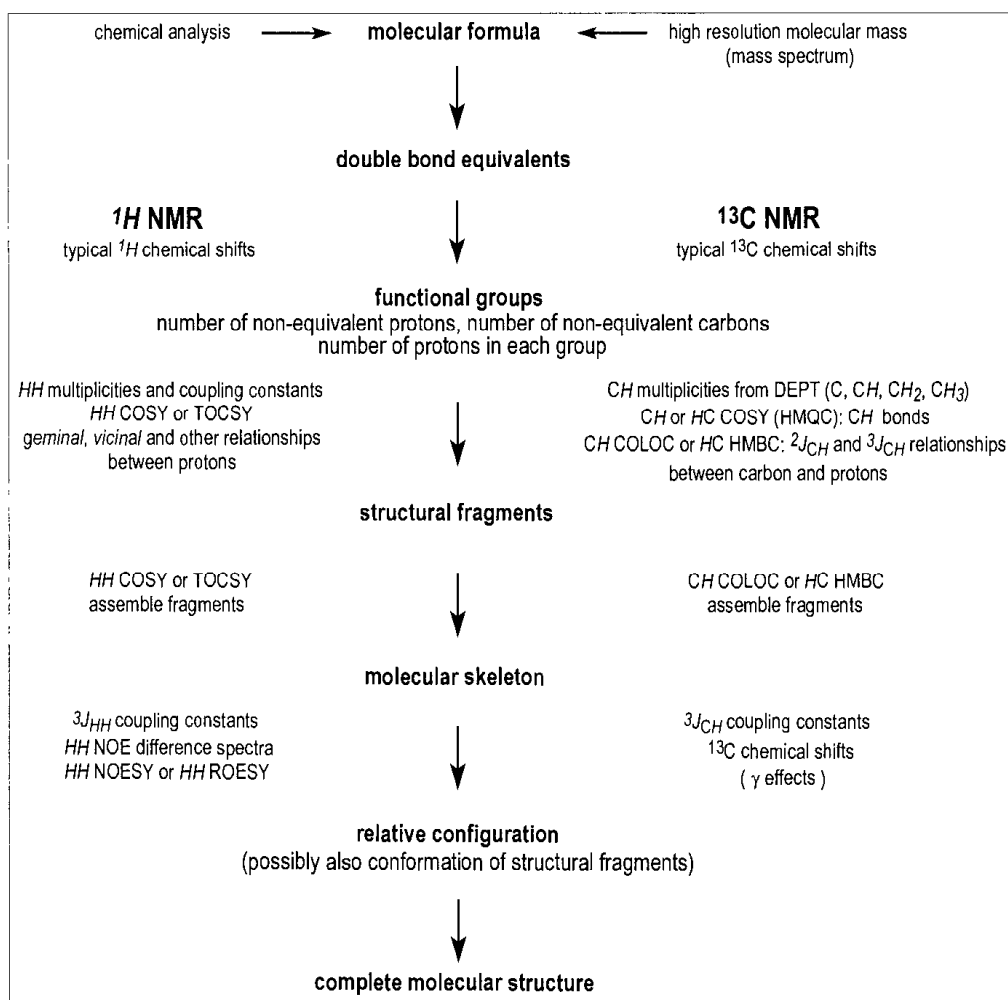 chemical analysis → molecular formula ← high resolution molecular mass
(mass spectrum)
double bond equivalents
¹H NMR
typical ¹H chemical shifts
¹³C NMR
typical ¹³C chemical shifts
functional groups
number of non-equivalent protons, number of non-equivalent carbons
number of protons in each group
HH multiplicities and coupling constants
HH COSY or TOCSY
geminal, vicinal and other relationships
between protons
CH multiplicities from DEPT (C, CH, CH₂, CH₃)
CH or HC COSY (HMQC): CH bonds
CH COLOC or HC HMBC: ²J_CH and ³J_CH relationships
between carbon and protons
structural fragments
HH COSY or TOCSY
assemble fragments
CH COLOC or HC HMBC
assemble fragments
molecular skeleton
³J_HH coupling constants
HH NOE difference spectra
HH NOESY or HH ROESY
³J_CH coupling constants
¹³C chemical shifts
( γ effects )
relative configuration
(possibly also conformation of structural fragments)
complete molecular structure